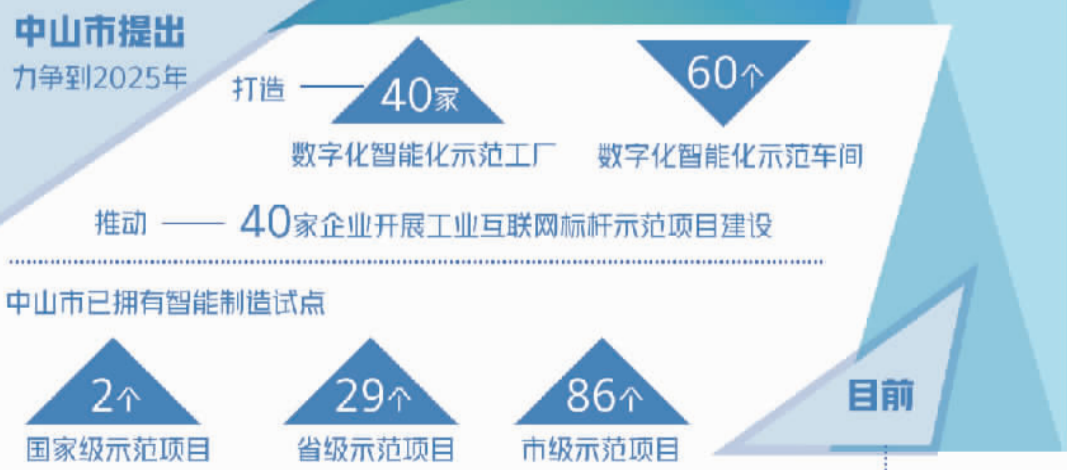 中山市提出
力争到2025年
打造
40家
60个
数字化智能化示范工厂
数字化智能化示范车间
推动
40家企业开展工业互联网标杆示范项目建设
中山市已拥有智能制造试点
2个
29个
86个
目前
国家级示范项目
省级示范项目
市级示范项目